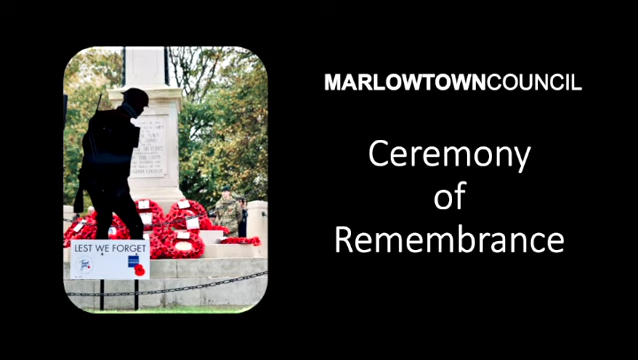 MARLOWTOWNCOUNCIL
Ceremony
of
Remembrance
LEST WE FORGET